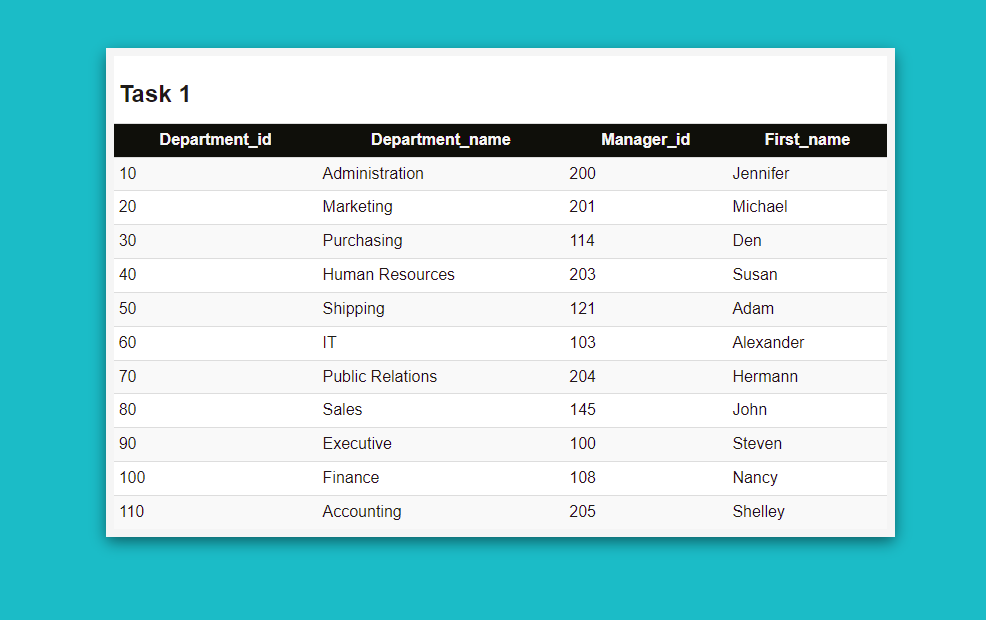 Task 1
Department_id Department_name Manager_id First_name
10 Administration 200 Jennifer
20 Marketing 201 Michael
30 Purchasing 114 Den
40 Human Resources 203 Susan
50 Shipping 121 Adam
60 IT 103 Alexander
70 Public Relations 204 Hermann
80 Sales 145 John
90 Executive 100 Steven
100 Finance 108 Nancy
110 Accounting 205 Shelley